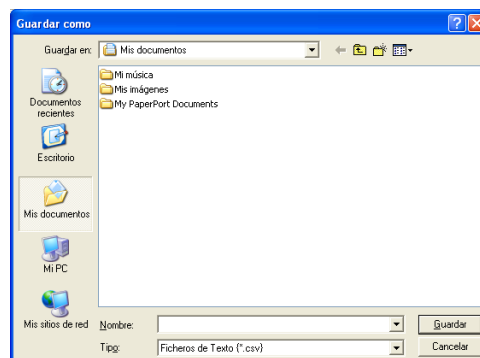 Guardar como
Guardar en:
Mis documentos
Mi música
Mis imágenes
My PaperPort Documents
Documentos
recientes
Escritorio
Mis documentos
Mi PC
Mis sitios de red
Nombre:
Guardar
Tipo:
Ficheros de Texto (*.csv)
Cancelar